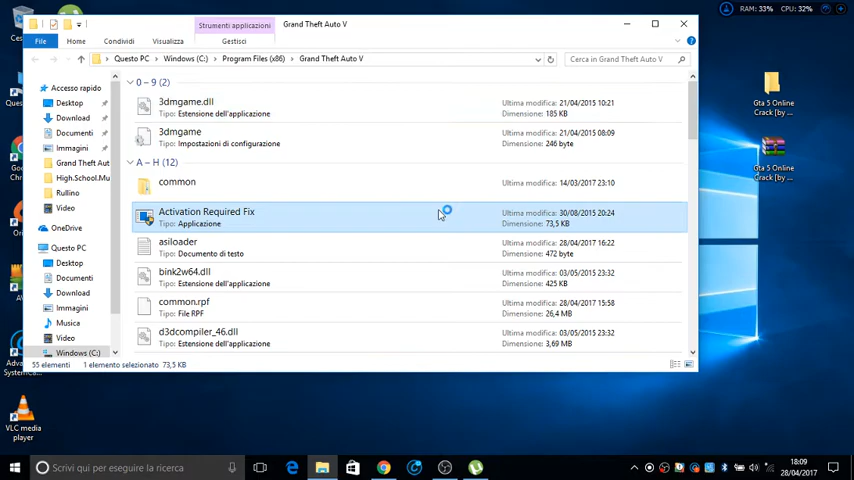 Strumenti applicazioni
Grand Theft Auto V
File
Home
Condividi
Visualizza
Gestisci
Questo PC
Windows (C:)
Program Files (x86)
Grand Theft Auto V
Cerca in Grand Theft Auto V
Accesso rapido
Desktop
Download
Documenti
Immagini
Grand Theft Aut
High.School.Mu
Rullino
Video
OneDrive
Questo PC
Desktop
Documenti
Download
Immagini
Musica
Video
Windows (C:)
0 – 9 (2)
3dmgame.dll
Tipo: Estensione dell'applicazione
Ultima modifica: 21/04/2015 10:21
Dimensione: 185 KB
3dmgame
Tipo: Impostazioni di configurazione
Ultima modifica: 21/04/2015 08:09
Dimensione: 246 byte
A – H (12)
common
Ultima modifica: 14/03/2017 23:10
Activation Required Fix
Tipo: Applicazione
Ultima modifica: 30/08/2015 20:24
Dimensione: 73,5 KB
asiloader
Tipo: Documento di testo
Ultima modifica: 28/04/2017 16:22
Dimensione: 472 byte
bink2w64.dll
Tipo: Estensione dell'applicazione
Ultima modifica: 03/05/2015 23:32
Dimensione: 425 KB
common.rpf
Tipo: File RPF
Ultima modifica: 28/04/2017 15:58
Dimensione: 26,4 MB
d3dcompiler_46.dll
Tipo: Estensione dell'applicazione
Ultima modifica: 03/05/2015 23:32
Dimensione: 3,69 MB
55 elementi
1 elemento selezionato 73,5 KB
RAM: 33%
CPU: 32%
Gta 5 Online
Crack [by ...
Gta 5 Online
Crack [by ...
VLC media
player
Scrivi qui per eseguire la ricerca
18:09
28/04/2017